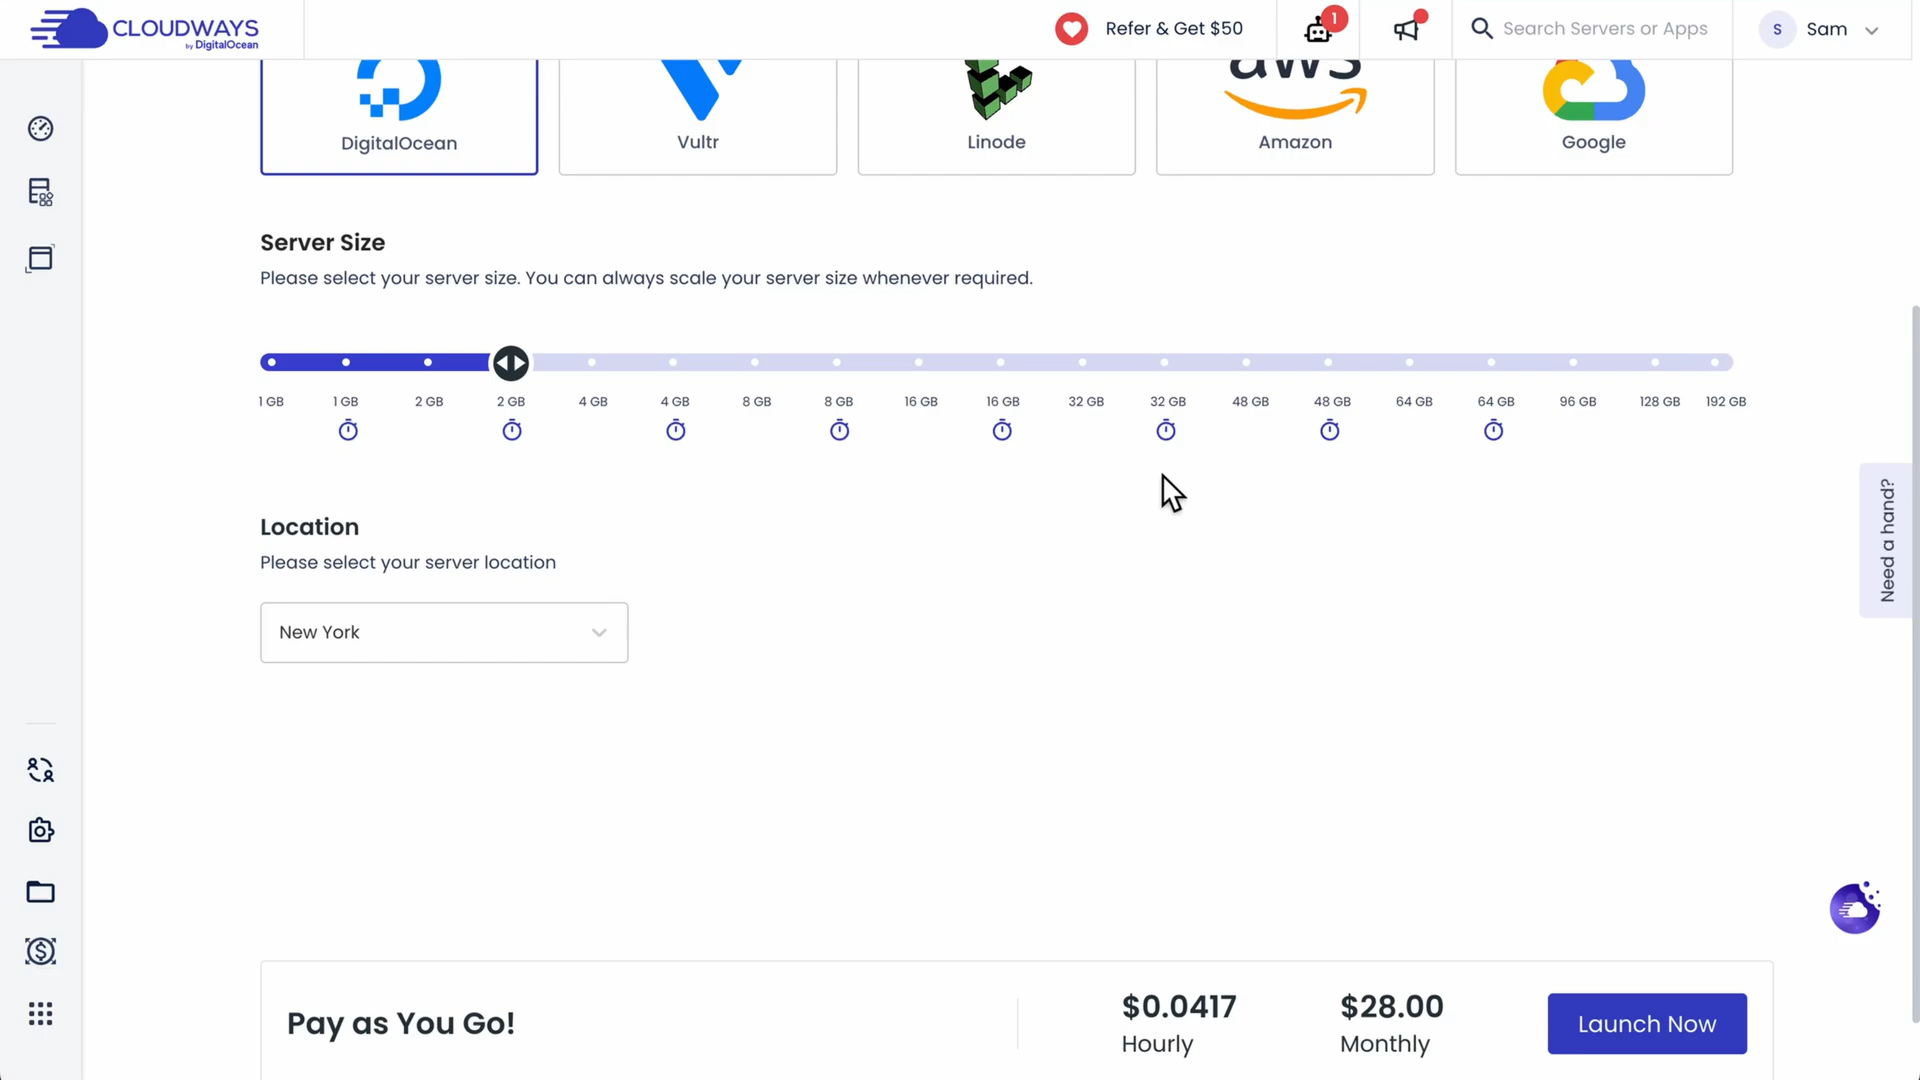 CLOUDWAYS
by DigitalOcean
Refer & Get $50
1
Search Servers or Apps
S
Sam
aws
DigitalOcean
Vultr
Linode
Amazon
Google
Server Size
Please select your server size. You can always scale your server size whenever required.
1 GB
1 GB
2 GB
2 GB
4 GB
4 GB
8 GB
8 GB
16 GB
16 GB
32 GB
32 GB
48 GB
48 GB
64 GB
64 GB
96 GB
128 GB
192 GB
Need a hand?
Location
Please select your server location
New York
Pay as You Go!
$0.0417
Hourly
$28.00
Monthly
Launch Now